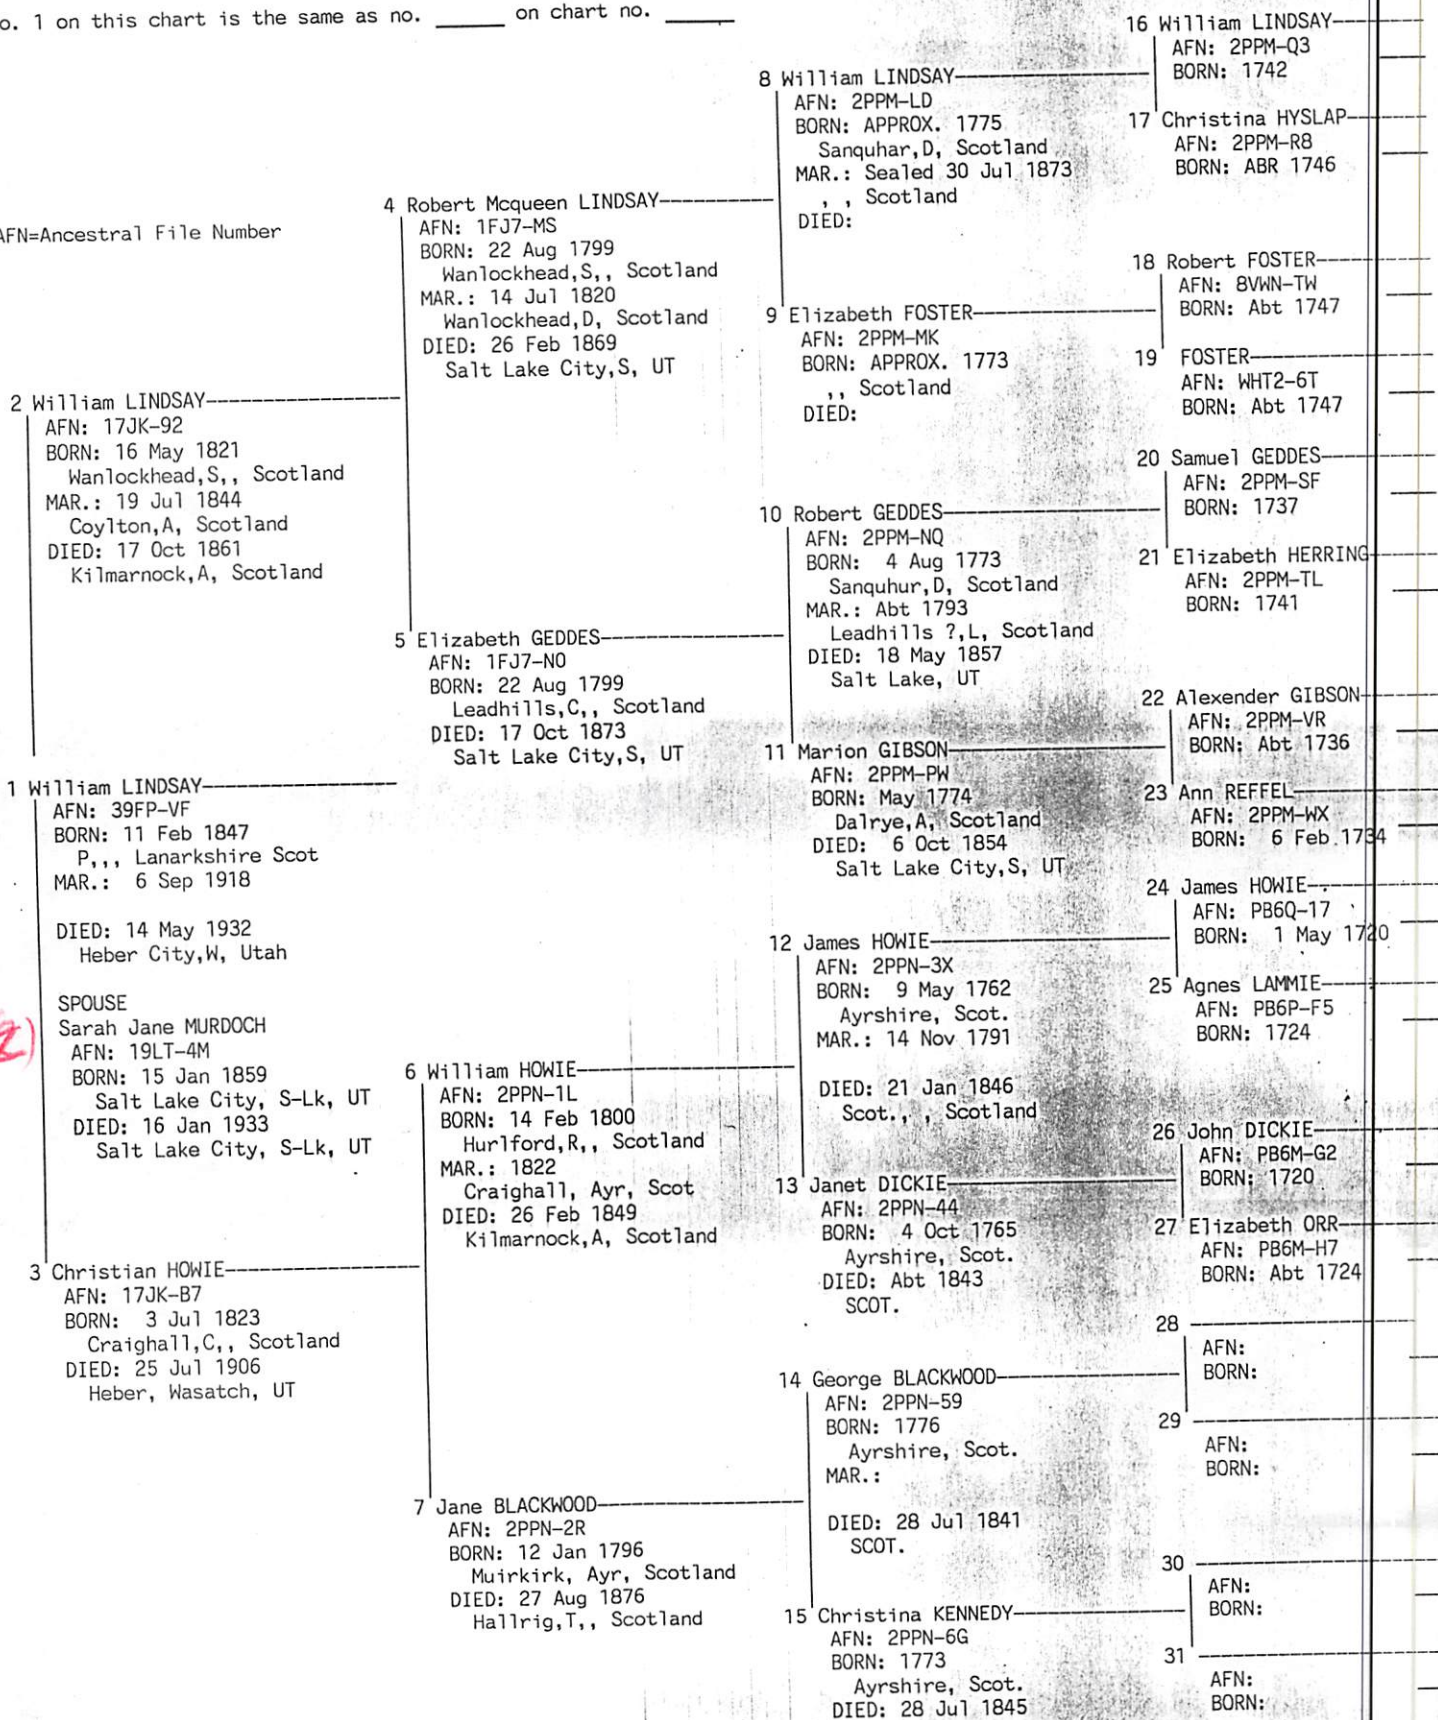 o. 1 on this chart is the same as no. ______ on chart no. ______
AFN=Ancestral File Number
2 William LINDSAY
AFN: 17JK-92
BORN: 16 May 1821
Wanlockhead,S,, Scotland
MAR.: 19 Jul 1844
Coylton,A, Scotland
DIED: 17 Oct 1861
Kilmarnock,A, Scotland
1 William LINDSAY
AFN: 39FP-VF
BORN: 11 Feb 1847
P,,, Lanarkshire Scot
MAR.: 6 Sep 1918
DIED: 14 May 1932
Heber City,W, Utah
SPOUSE
Sarah Jane MURDOCH
AFN: 19LT-4M
BORN: 15 Jan 1859
Salt Lake City, S-Lk, UT
DIED: 16 Jan 1933
Salt Lake City, S-Lk, UT
3 Christian HOWIE
AFN: 17JK-B7
BORN: 3 Jul 1823
Craighall,C,, Scotland
DIED: 25 Jul 1906
Heber, Wasatch, UT
4 Robert Mcqueen LINDSAY
AFN: 1FJ7-MS
BORN: 22 Aug 1799
Wanlockhead,S,, Scotland
MAR.: 14 Jul 1820
Wanlockhead,D, Scotland
DIED: 26 Feb 1869
Salt Lake City,S, UT
5 Elizabeth GEDDES
AFN: 1FJ7-N0
BORN: 22 Aug 1799
Leadhills,C,, Scotland
DIED: 17 Oct 1873
Salt Lake City,S, UT
6 William HOWIE
AFN: 2PPN-1L
BORN: 14 Feb 1800
Hurlford,R,, Scotland
MAR.: 1822
Craighall, Ayr, Scot
DIED: 26 Feb 1849
Kilmarnock,A, Scotland
7 Jane BLACKWOOD
AFN: 2PPN-2R
BORN: 12 Jan 1796
Muirkirk, Ayr, Scotland
DIED: 27 Aug 1876
Hallrig,T,, Scotland
8 William LINDSAY
AFN: 2PPM-LD
BORN: APPROX. 1775
Sanquhar,D, Scotland
MAR.: Sealed 30 Jul 1873
, , Scotland
DIED:
9 Elizabeth FOSTER
AFN: 2PPM-MK
BORN: APPROX. 1773
,, Scotland
DIED:
10 Robert GEDDES
AFN: 2PPM-NQ
BORN: 4 Aug 1773
Sanquhur,D, Scotland
MAR.: Abt 1793
Leadhills ?,L, Scotland
DIED: 18 May 1857
Salt Lake, UT
11 Marion GIBSON
AFN: 2PPM-PW
BORN: May 1774
Dalrye,A, Scotland
DIED: 6 Oct 1854
Salt Lake City,S, UT
12 James HOWIE
AFN: 2PPN-3X
BORN: 9 May 1762
Ayrshire, Scot.
MAR.: 14 Nov 1791
DIED: 21 Jan 1846
Scot., , Scotland
13 Janet DICKIE
AFN: 2PPN-44
BORN: 4 Oct 1765
Ayrshire, Scot.
DIED: Abt 1843
SCOT.
14 George BLACKWOOD
AFN: 2PPN-59
BORN: 1776
Ayrshire, Scot.
MAR.:
DIED: 28 Jul 1841
SCOT.
15 Christina KENNEDY
AFN: 2PPN-6G
BORN: 1773
Ayrshire, Scot.
DIED: 28 Jul 1845
16 William LINDSAY
AFN: 2PPM-Q3
BORN: 1742
17 Christina HYSLAP
AFN: 2PPM-R8
BORN: ABR 1746
18 Robert FOSTER
AFN: 8VWN-TW
BORN: Abt 1747
19 FOSTER
AFN: WHT2-6T
BORN: Abt 1747
20 Samuel GEDDES
AFN: 2PPM-SF
BORN: 1737
21 Elizabeth HERRING
AFN: 2PPM-TL
BORN: 1741
22 Alexender GIBSON
AFN: 2PPM-VR
BORN: Abt 1736
23 Ann REFFEL
AFN: 2PPM-WX
BORN: 6 Feb 1734
24 James HOWIE
AFN: PB6Q-17
BORN: 1 May 1720
25 Agnes LAMMIE
AFN: PB6P-F5
BORN: 1724
26 John DICKIE
AFN: PB6M-G2
BORN: 1720
27 Elizabeth ORR
AFN: PB6M-H7
BORN: Abt 1724
28
AFN:
BORN:
29
AFN:
BORN:
30
AFN:
BORN:
31
AFN:
BORN: